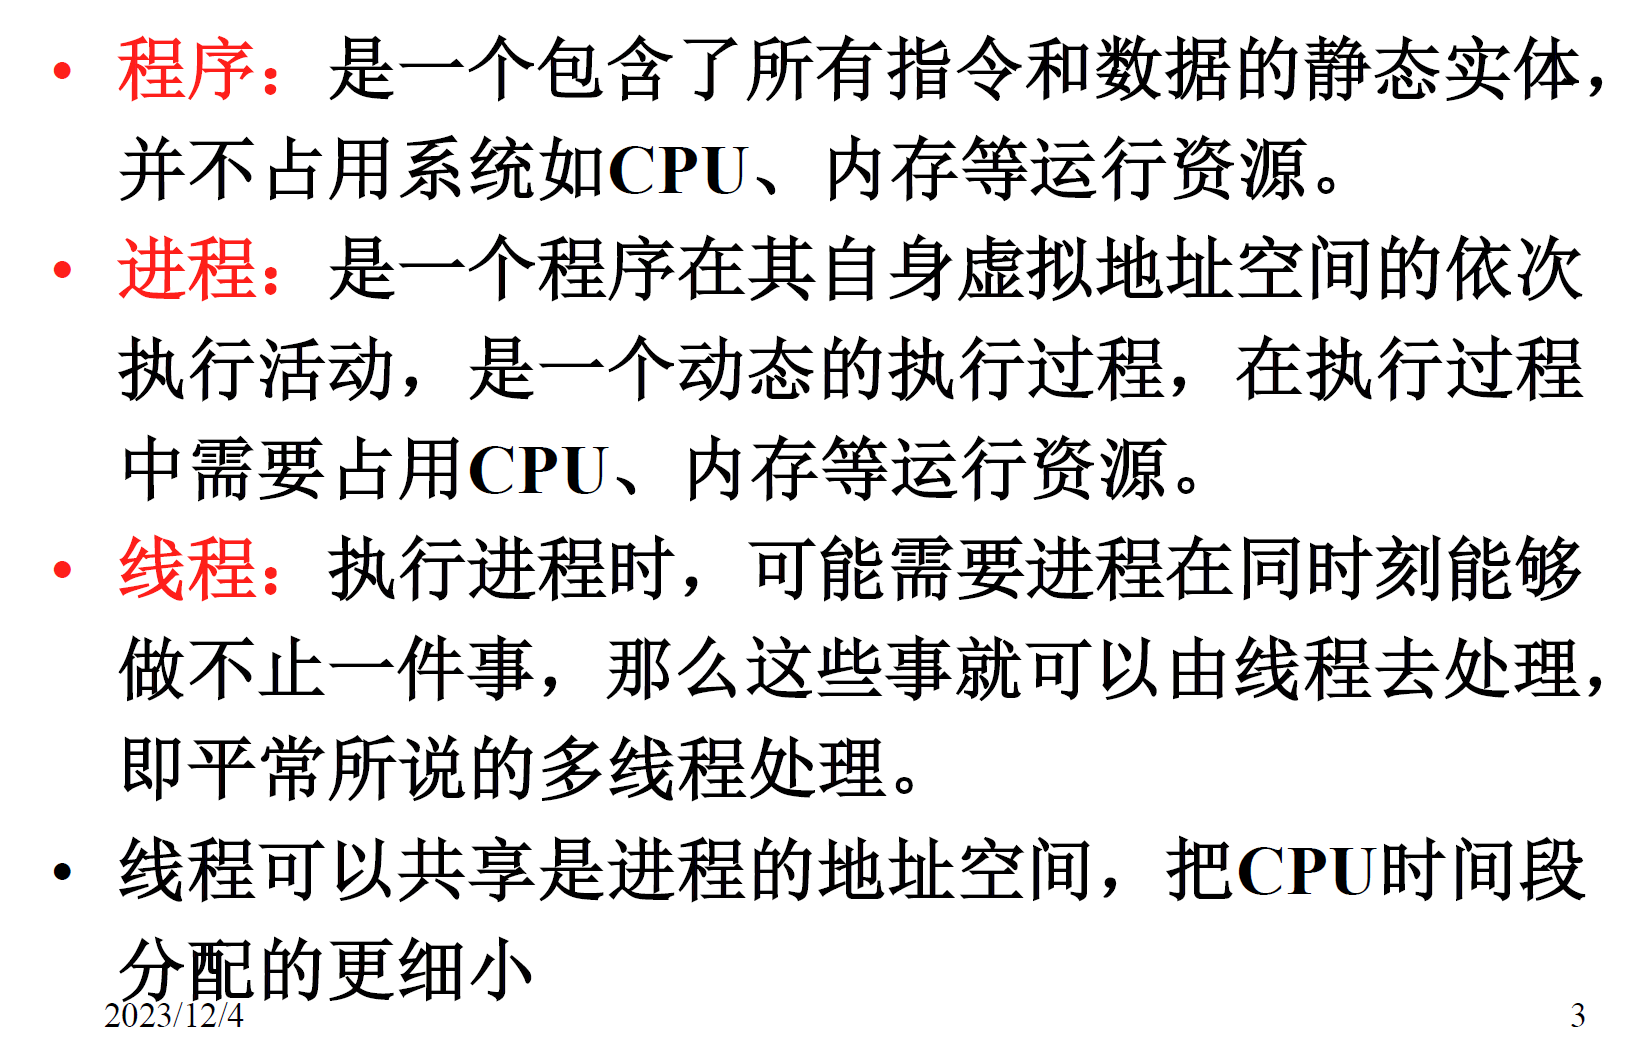 • 程序：是一个包含了所有指令和数据的静态实体，
并不占用系统如CPU、内存等运行资源。
• 进程：是一个程序在其自身虚拟地址空间的依次
执行活动，是一个动态的执行过程，在执行过程
中需要占用CPU、内存等运行资源。
• 线程：执行进程时，可能需要进程在同时刻能够
做不止一件事，那么这些事就可以由线程去处理，
即平常所说的多线程处理。
• 线程可以共享是进程的地址空间，把CPU时间段
分配的更细小
2023/12/4
3